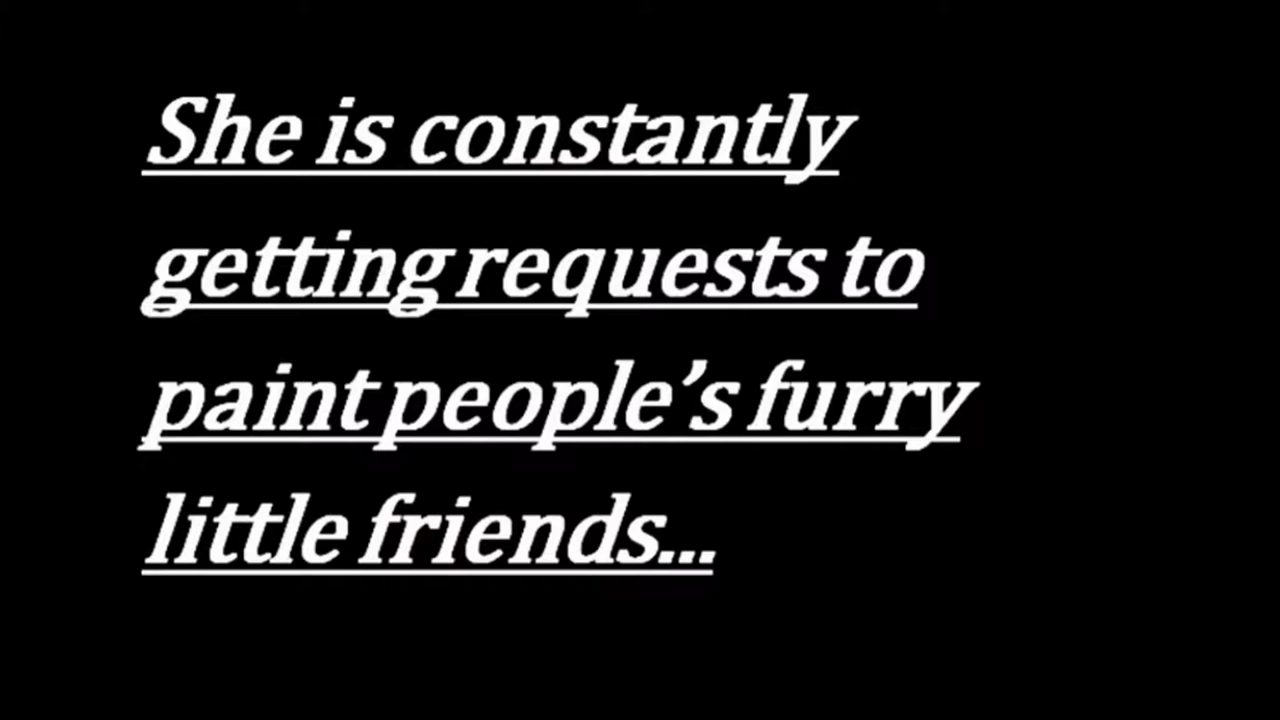 She is constantly
getting requests to
paint people’s furry
little friends...